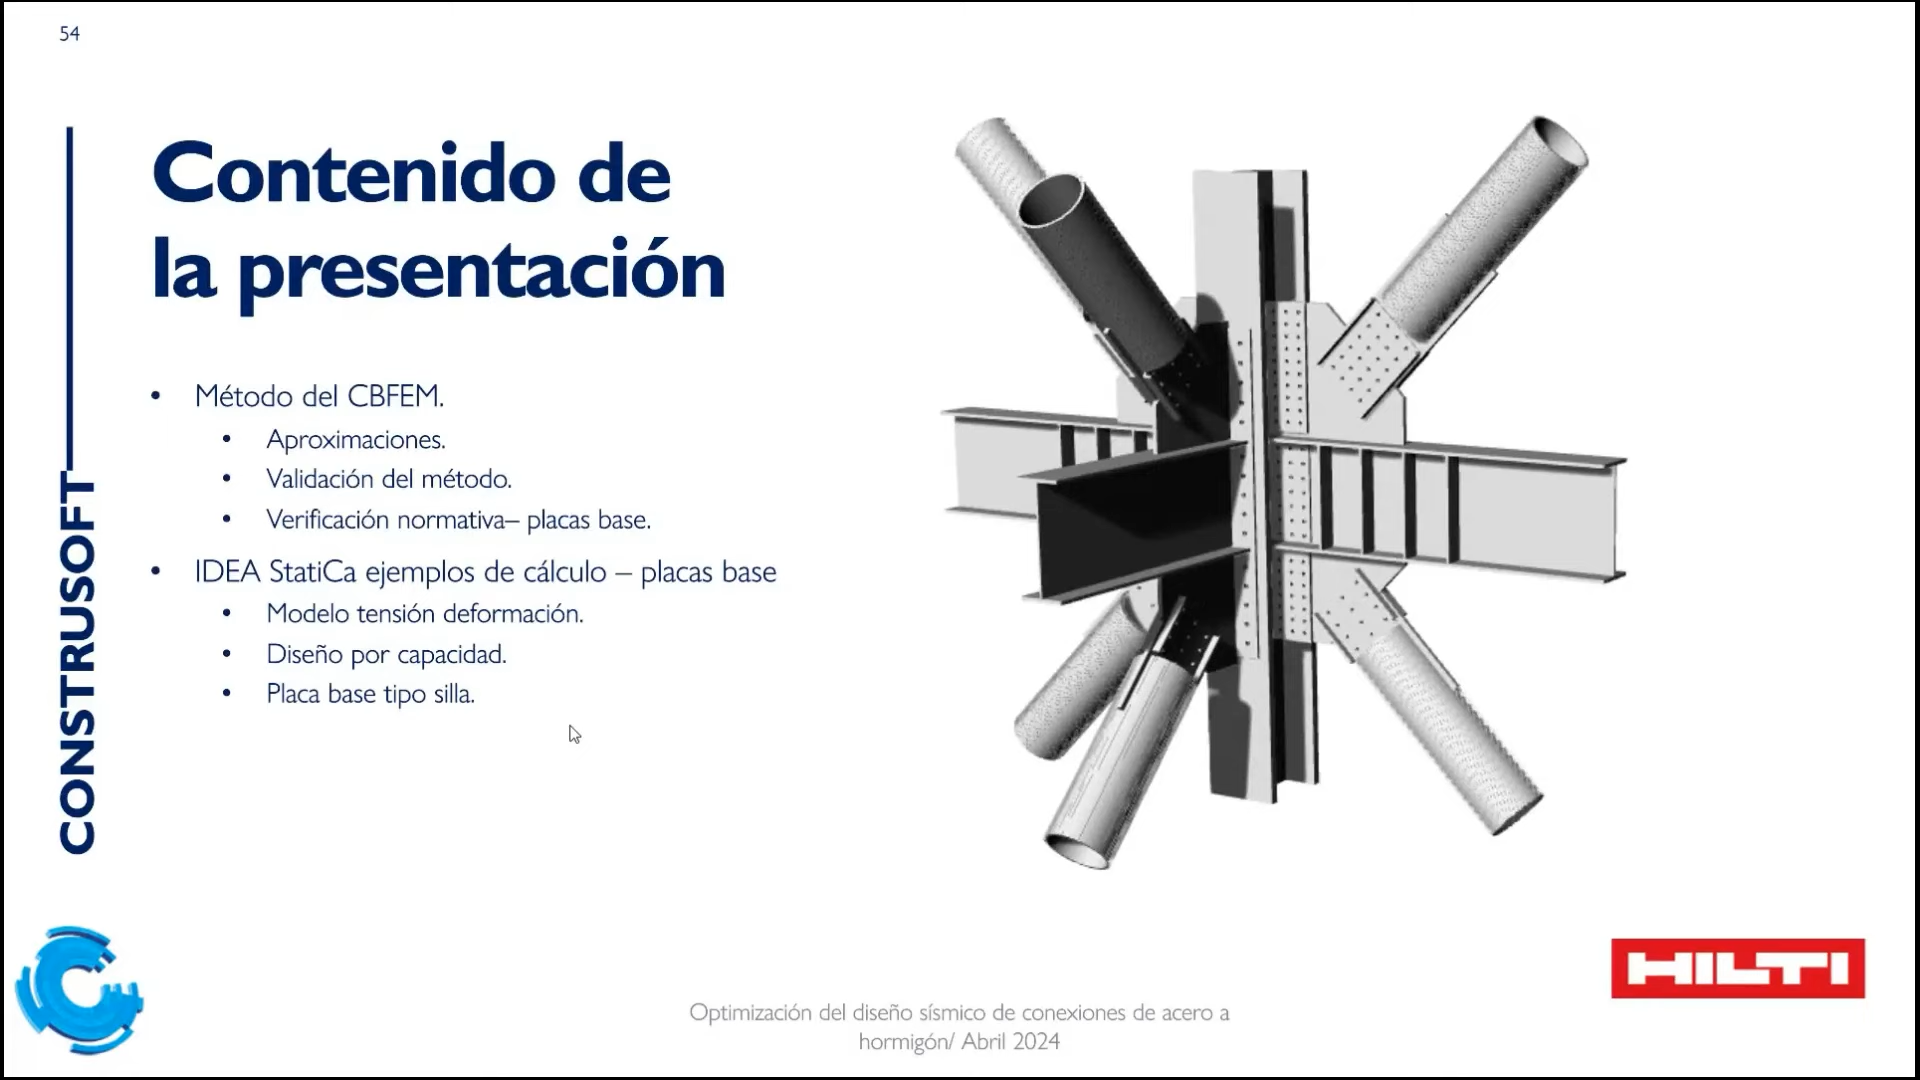 54
Contenido de
la presentación
• Método del CBFEM.
• Aproximaciones.
• Validación del método.
• Verificación normativa– placas base.
• IDEA StatiCa ejemplos de cálculo – placas base
• Modelo tensión deformación.
• Diseño por capacidad.
• Placa base tipo silla.
CONSTRUSOFT
HILTI
Optimización del diseño sísmico de conexiones de acero a
hormigón/ Abril 2024